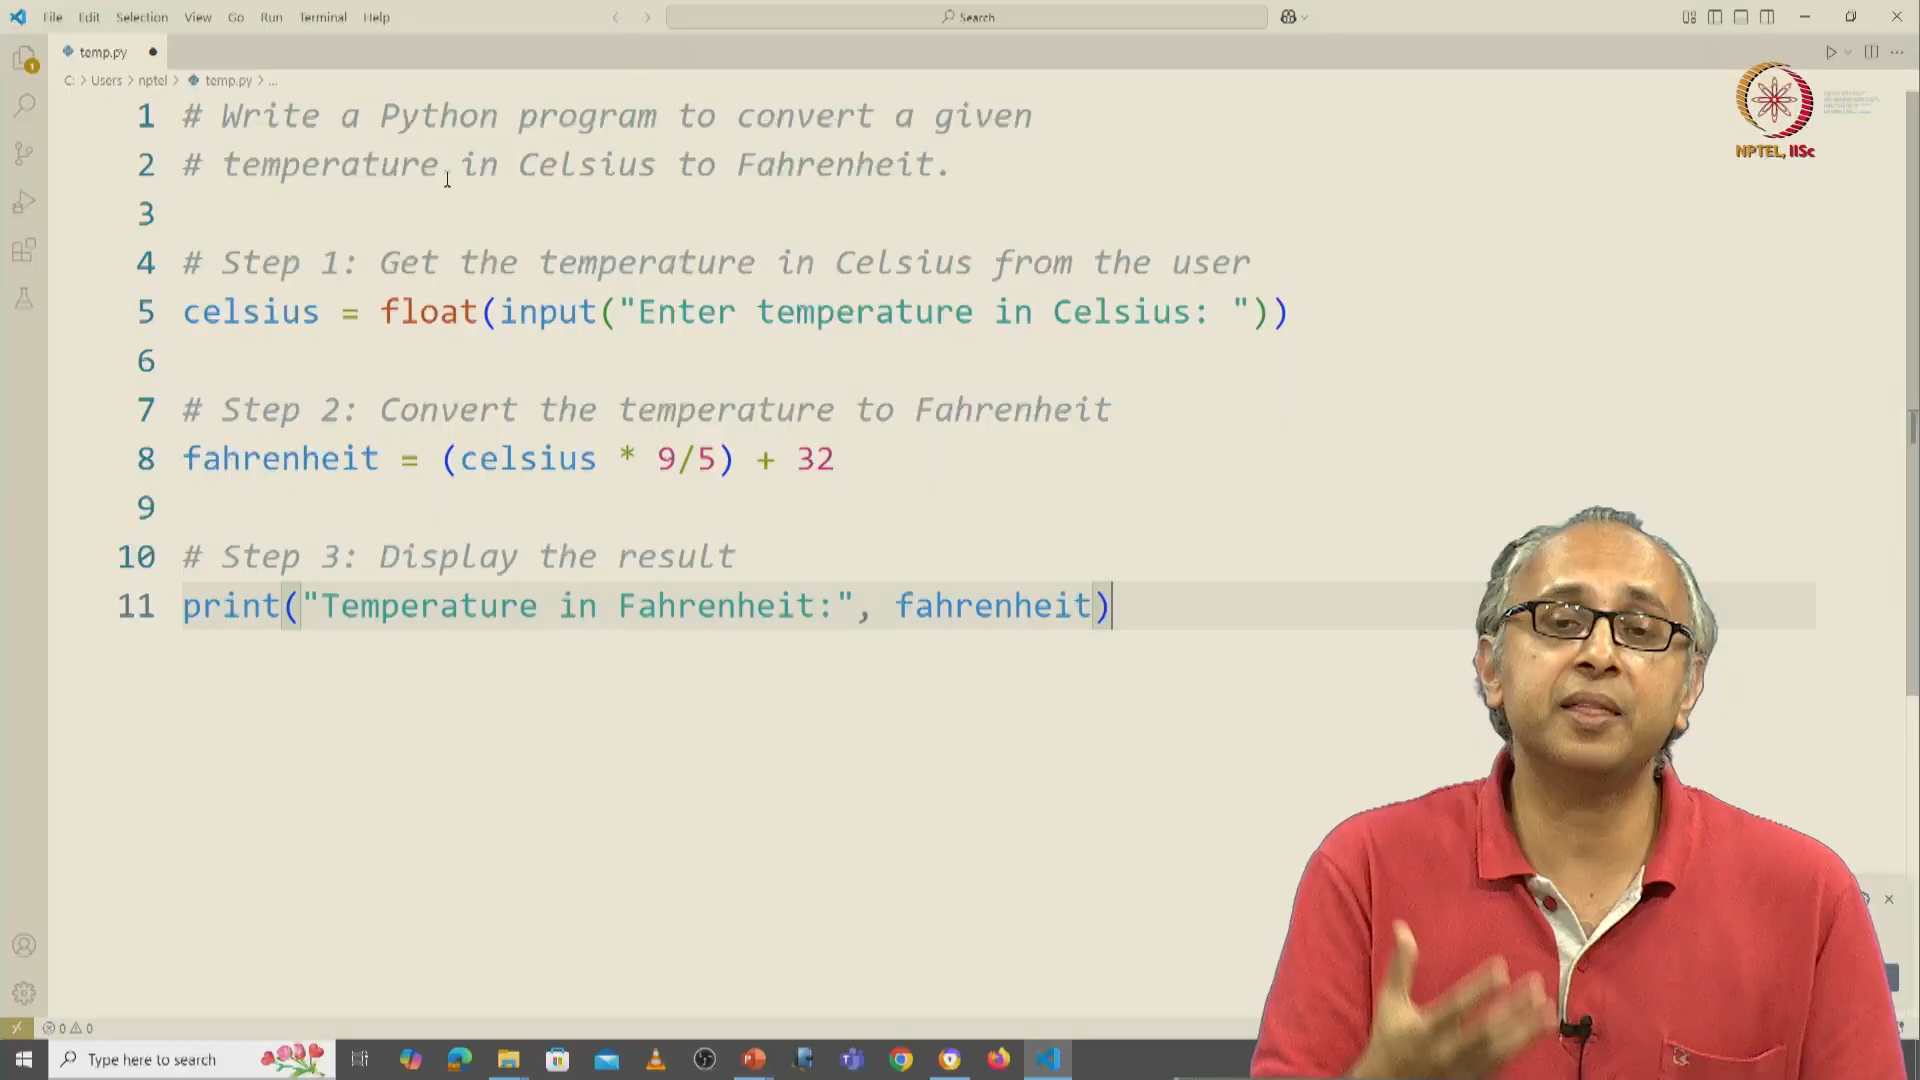 File Edit Selection View Go Run Terminal Help
Search
temp.py
1
C: > Users > nptel > temp.py > ...
1 # Write a Python program to convert a given
2 # temperature in Celsius to Fahrenheit.
3
4 # Step 1: Get the temperature in Celsius from the user
5 celsius = float(input("Enter temperature in Celsius: "))
6
7 # Step 2: Convert the temperature to Fahrenheit
8 fahrenheit = (celsius * 9/5) + 32
9
10 # Step 3: Display the result
11 print("Temperature in Fahrenheit:", fahrenheit)
NPTEL, IISc
0 0
Type here to search